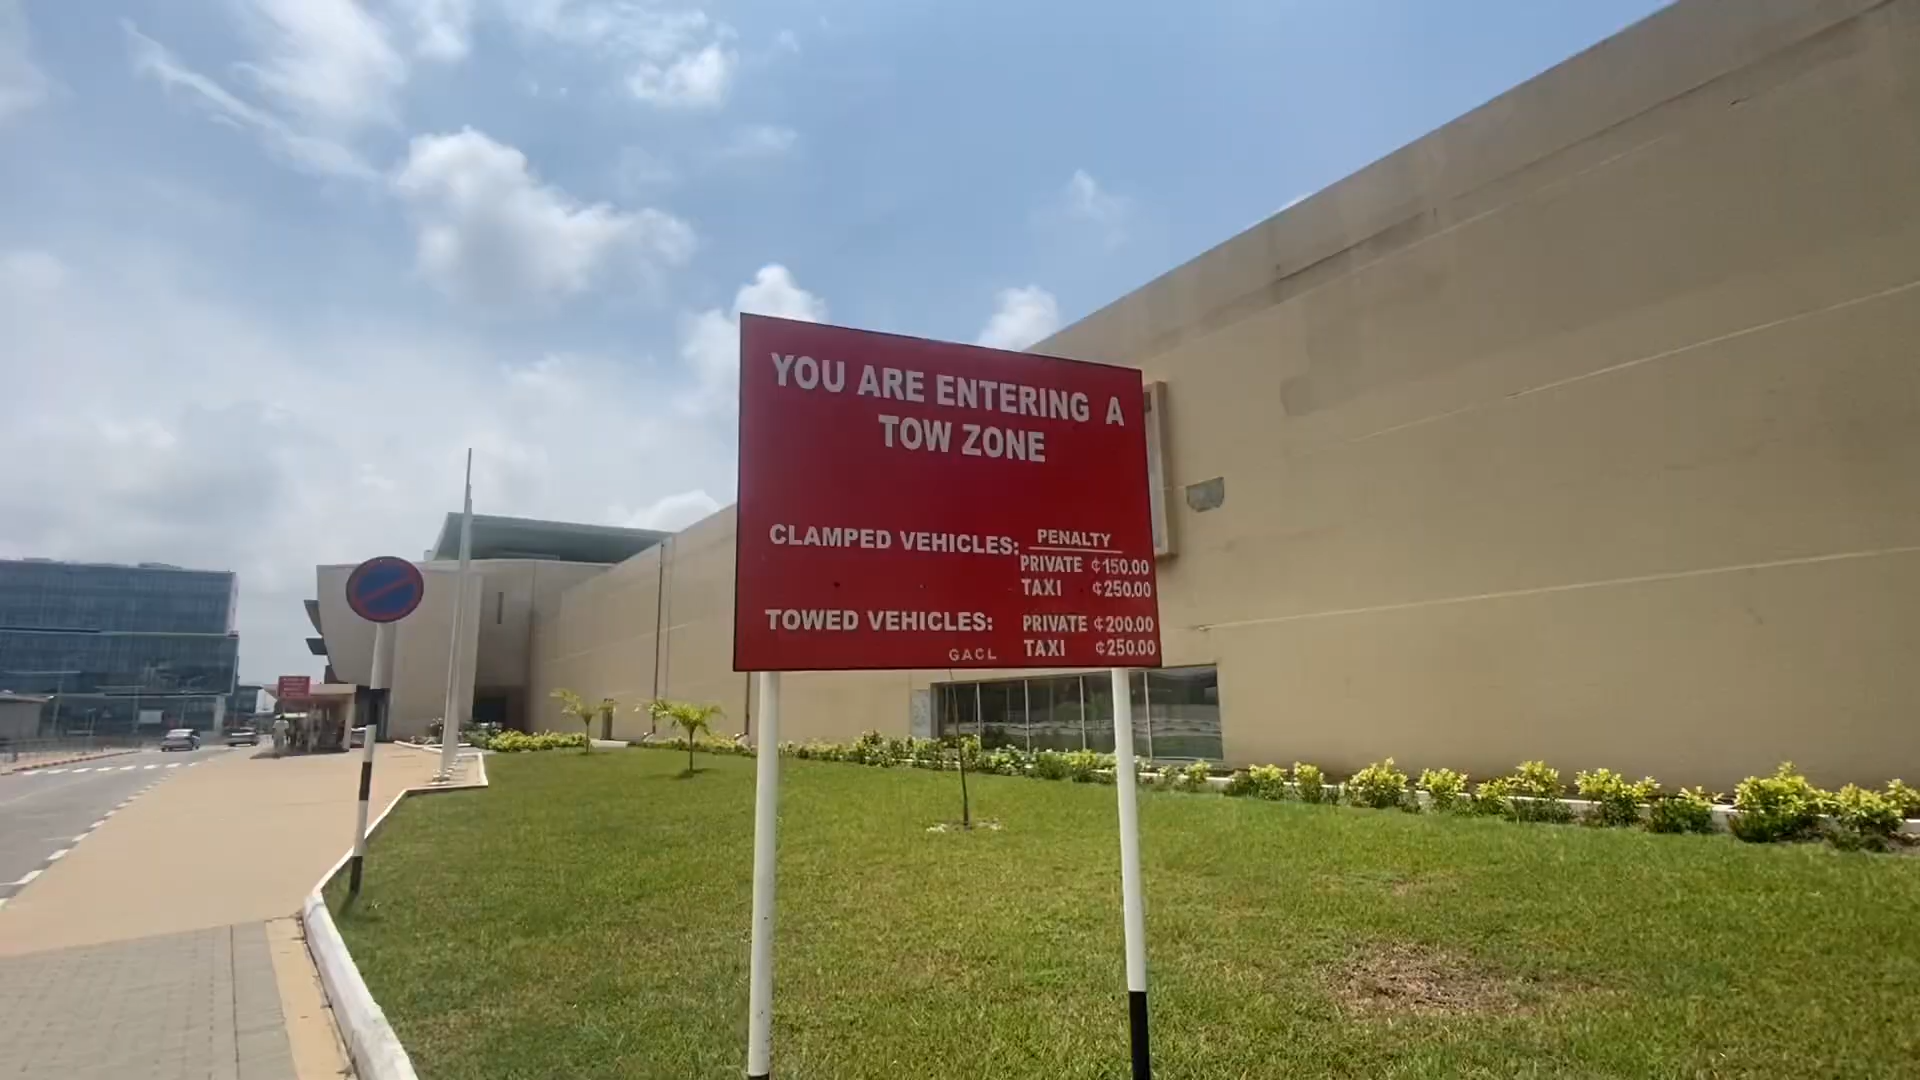 YOU ARE ENTERING A
TOW ZONE
CLAMPED VEHICLES:
PENALTY
PRIVATE ¢150.00
TAXI ¢250.00
TOWED VEHICLES:
PRIVATE ¢200.00
TAXI ¢250.00
GACL